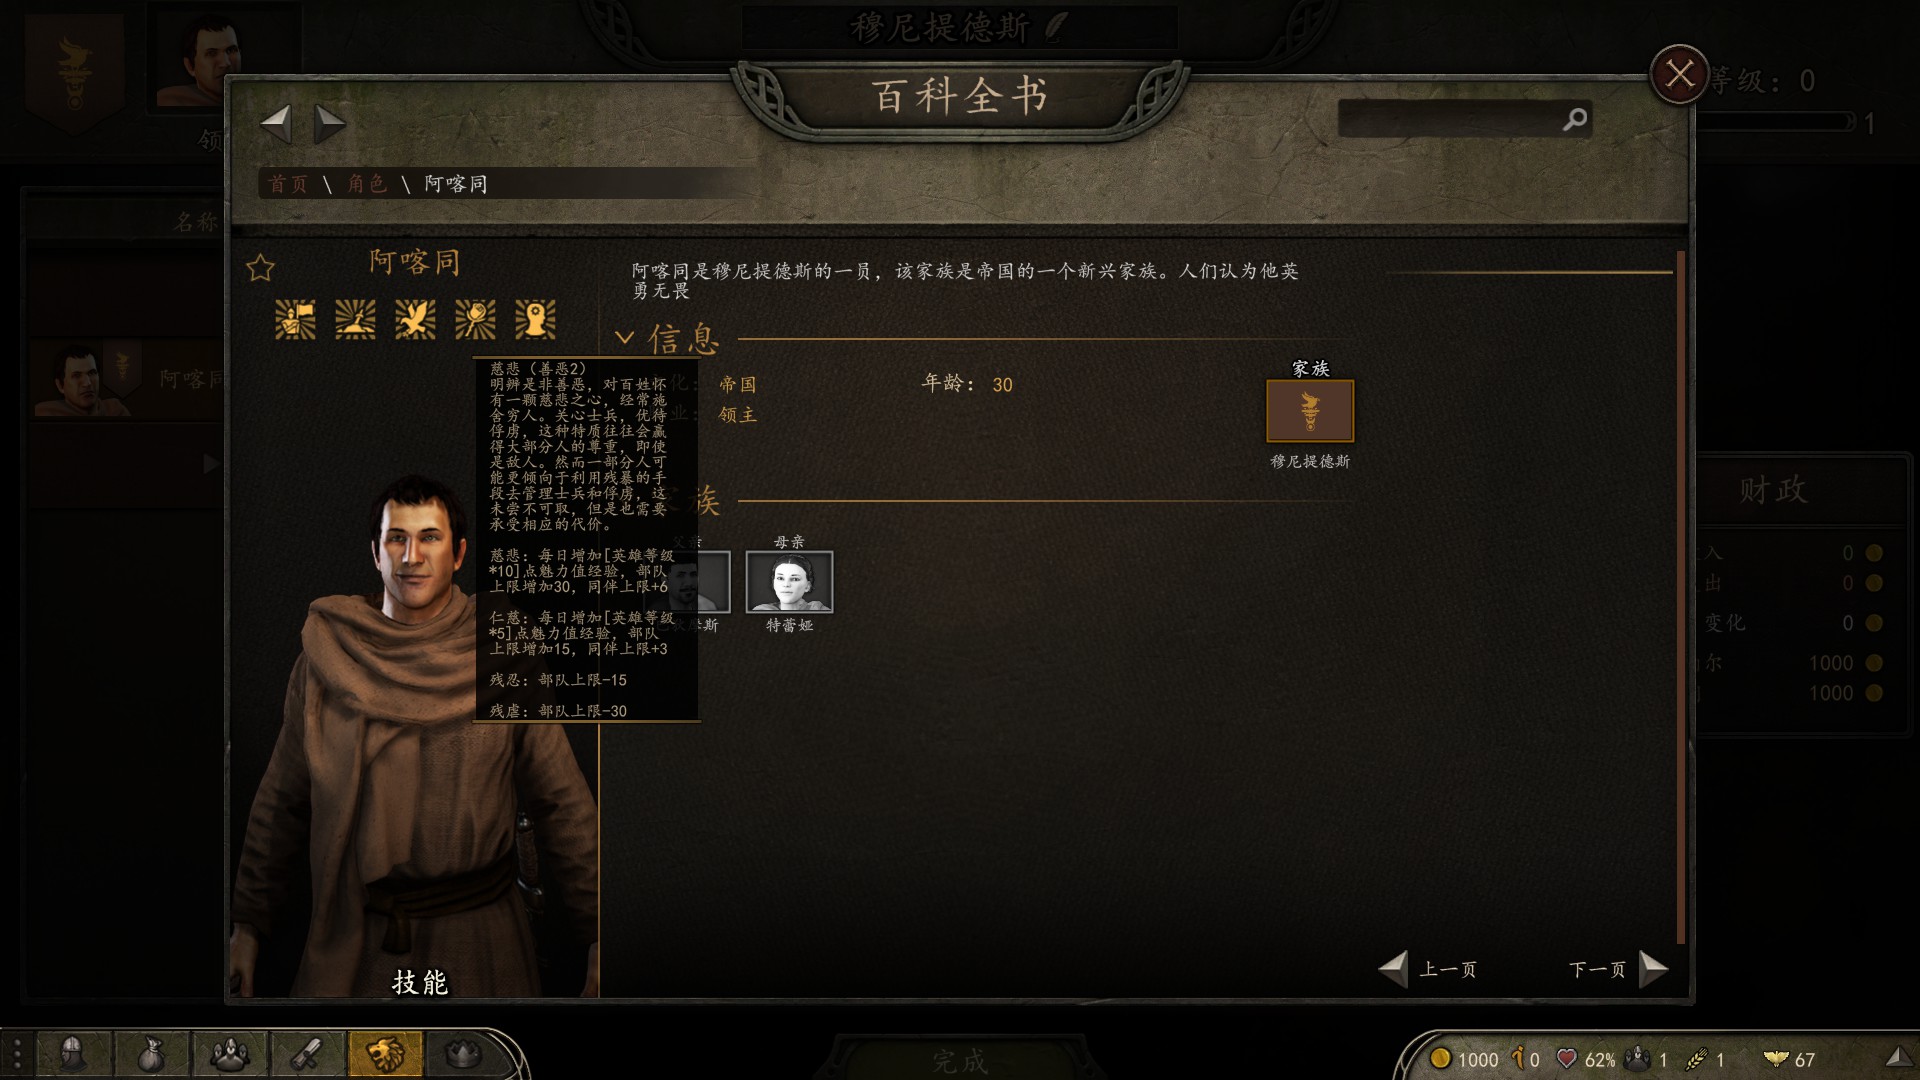 穆尼提德斯
百科全书
等级：0
1
领
首页 \ 角色 \ 阿喀同
名称
阿喀同
阿喀同
阿喀同是穆尼提德斯的一员，该家族是帝国的一个新兴家族。人们认为他英
勇无畏
信息
化： 帝国
年龄： 30
业： 领主
家族
穆尼提德斯
慈悲（善恶2）
明辨是非善恶，对百姓怀
有一颗慈悲之心，经常施
舍穷人。关心士兵，优待
俘虏，这种特质往往会赢
得大部分人的尊重，即使
是敌人。然而一部分人可
能更倾向于利用残暴的手
段去管理士兵和俘虏，这
未尝不可取，但是也需要
承受相应的代价。
慈悲：每日增加[英雄等级
*10]点魅力值经验，部队
上限增加30，同伴上限+6
仁慈：每日增加[英雄等级
*5]点魅力值经验，部队
上限增加15，同伴上限+3
残忍：部队上限-15
残虐：部队上限-30
家族
父亲
母亲
斯
特蕾娅
财政
入 0
出 0
变化 0
尔 1000
1000
技能
上一页
下一页
完成
1000 0 62% 1 1 67